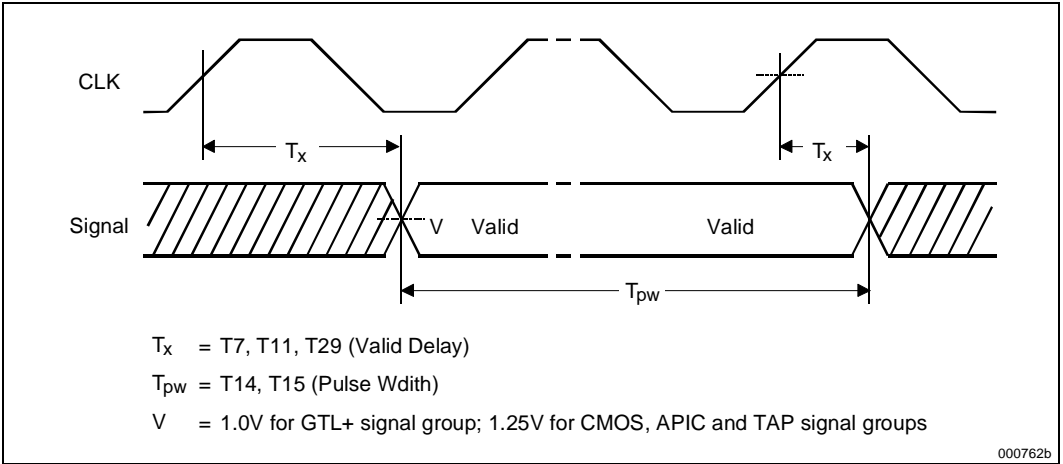 CLK
Tx Tx
Signal V Valid Valid
Tpw
Tx = T7, T11, T29 (Valid Delay)
Tpw = T14, T15 (Pulse Wdith)
V = 1.0V for GTL+ signal group; 1.25V for CMOS, APIC and TAP signal groups
000762b